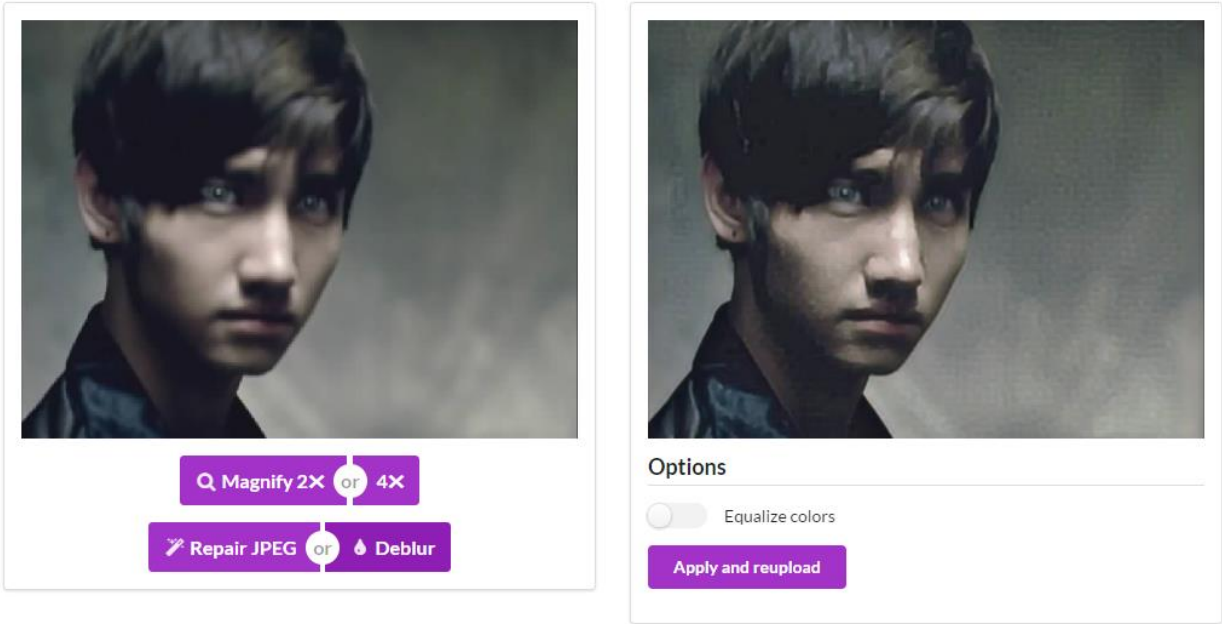 Magnify 2× or 4×
Repair JPEG or Deblur
Options
Equalize colors
Apply and reupload